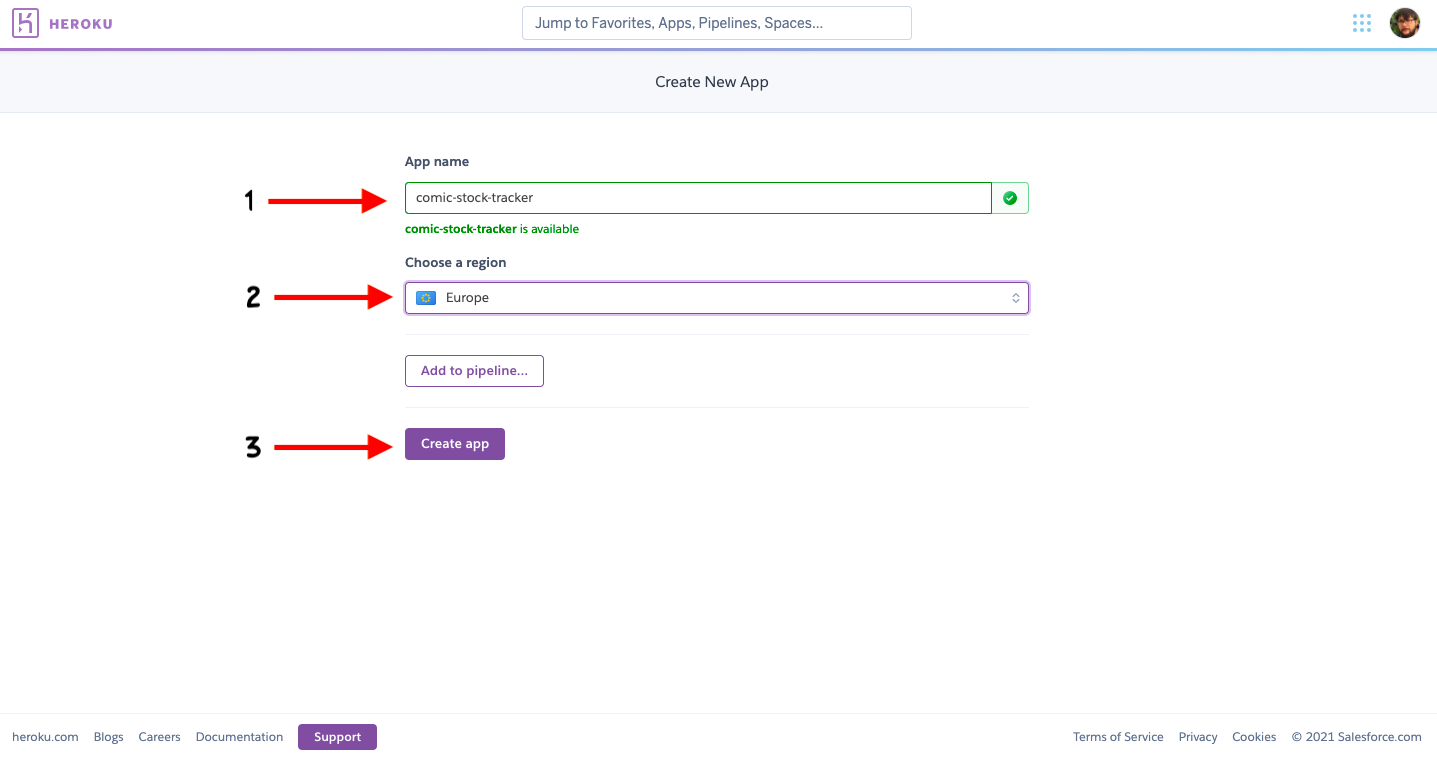 HEROKU
Jump to Favorites, Apps, Pipelines, Spaces...
Create New App
App name
1
comic-stock-tracker
comic-stock-tracker is available
Choose a region
2
Europe
Add to pipeline...
3
Create app
heroku.com Blogs Careers Documentation Support Terms of Service Privacy Cookies © 2021 Salesforce.com